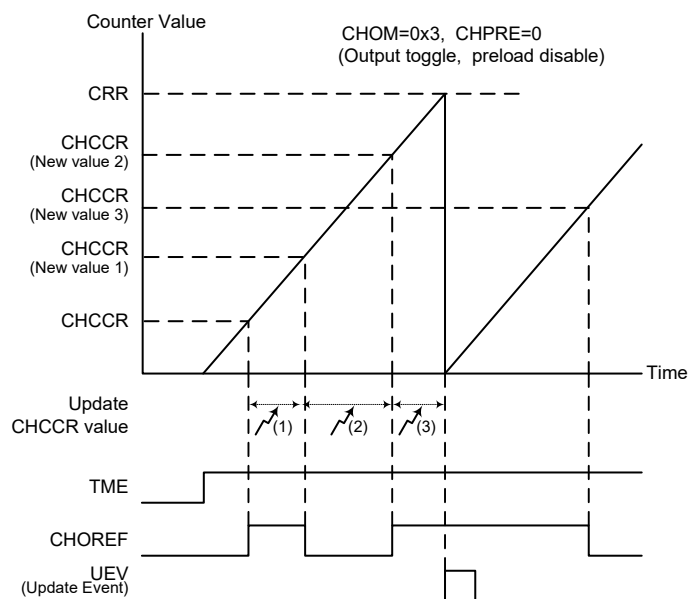 Counter Value
CHOM=0x3, CHPRE=0
(Output toggle, preload disable)
CRR
CHCCR
(New value 2)
CHCCR
(New value 3)
CHCCR
(New value 1)
CHCCR
Time
Update
CHCCR value
(1)
(2)
(3)
TME
CHOREF
UEV
(Update Event)